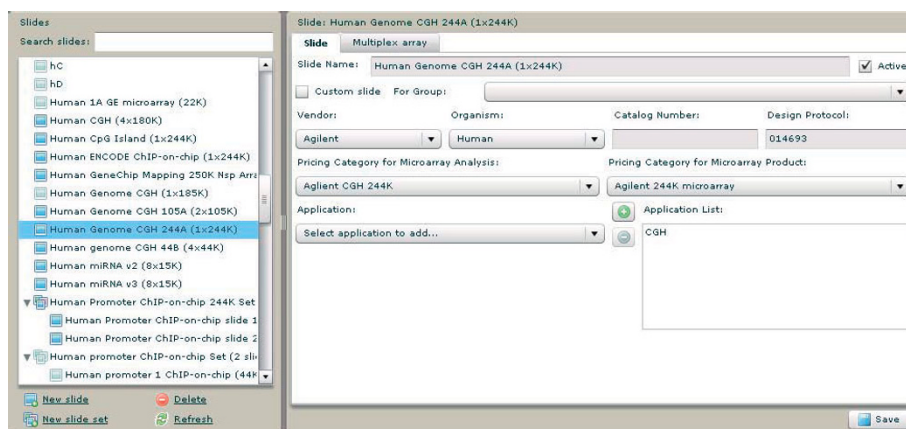 Slides
Search slides:
hC
hD
Human 1A GE microarray (22K)
Human CGH (4x180K)
Human CpG Island (1x244K)
Human ENCODE ChIP-on-chip (1x244K)
Human GeneChip Mapping 250K Nsp Arra
Human Genome CGH (1x185K)
Human Genome CGH 105A (2x105K)
Human Genome CGH 244A (1x244K)
Human genome CGH 44B (4x44K)
Human miRNA v2 (8x15K)
Human miRNA v3 (8x15K)
Human Promoter ChIP-on-chip 244K Set
Human Promoter ChIP-on-chip slide 1
Human Promoter ChIP-on-chip slide 2
Human promoter ChIP-on-chip Set (2 sli
Human promoter 1 ChIP-on-chip (44K
New slide
Delete
New slide set
Refresh
Slide: Human Genome CGH 244A (1x244K)
Slide Multiplex array
Slide Name: Human Genome CGH 244A (1x244K) Active
Custom slide For Group:
Vendor: Organism: Catalog Number: Design Protocol:
Agilent Human 014693
Pricing Category for Microarray Analysis: Pricing Category for Microarray Product:
Aglient CGH 244K Agilent 244K microarray
Application: Application List:
Select application to add... CGH
Save